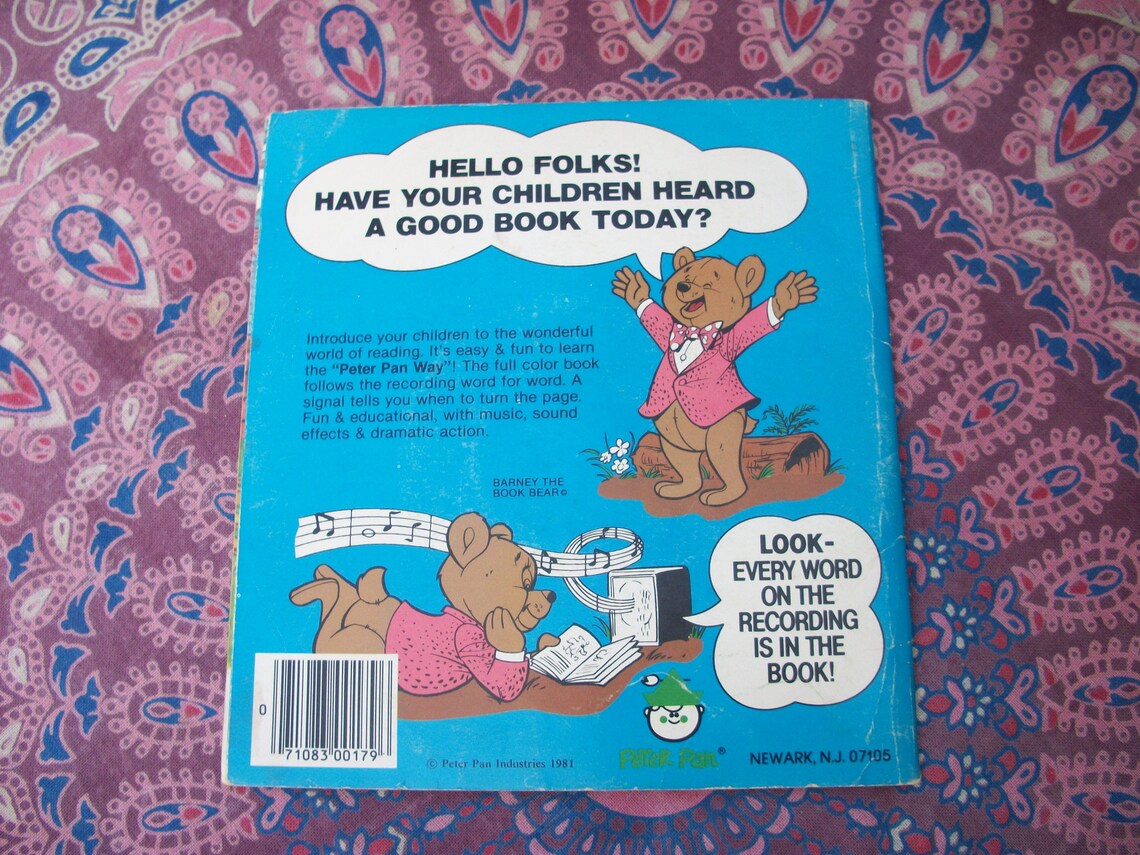 HELLO FOLKS!
HAVE YOUR CHILDREN HEARD
A GOOD BOOK TODAY?
Introduce your children to the wonderful
world of reading. It's easy & fun to learn
the "Peter Pan Way"! The full color book
follows the recording word for word. A
signal tells you when to turn the page.
Fun & educational, with music, sound
effects & dramatic action.
BARNEY THE
BOOK BEAR©
LOOK-
EVERY WORD
ON THE
RECORDING
IS IN THE
BOOK!
0
71083 00179
© Peter Pan Industries 1981
PETER PAN®
NEWARK, N.J. 07105